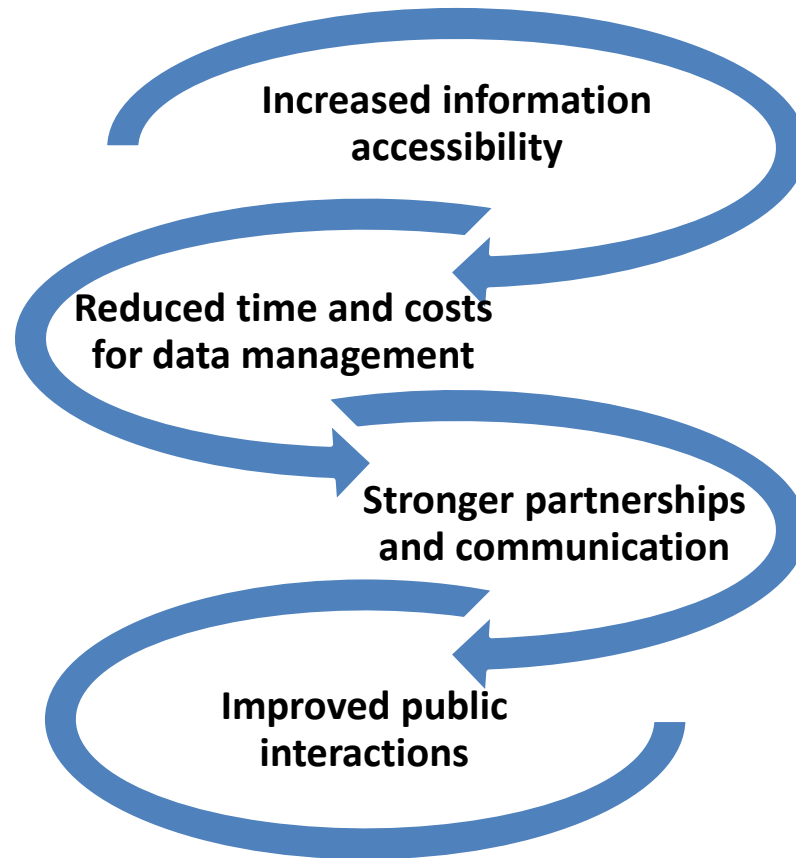 Increased information
accessibility
Reduced time and costs
for data management
Stronger partnerships
and communication
Improved public
interactions